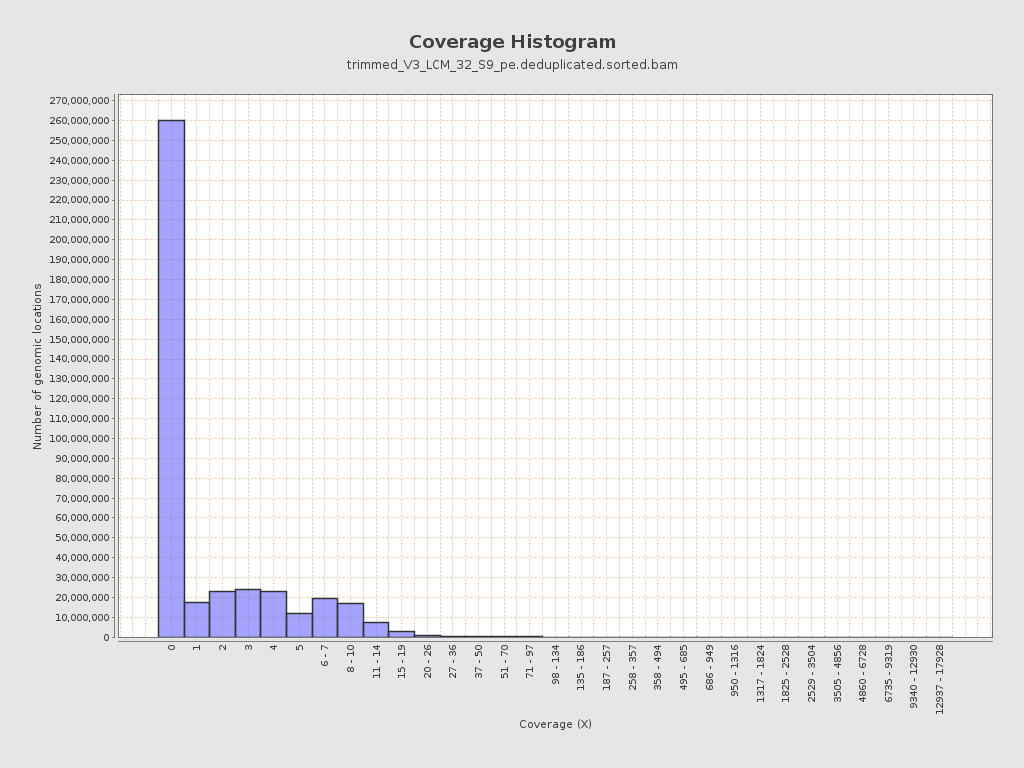 Coverage Histogram
trimmed_V3_LCM_32_S9_pe.deduplicated.sorted.bam
270,000,000
260,000,000
250,000,000
240,000,000
230,000,000
220,000,000
210,000,000
200,000,000
190,000,000
180,000,000
170,000,000
160,000,000
150,000,000
140,000,000
130,000,000
120,000,000
110,000,000
100,000,000
90,000,000
80,000,000
70,000,000
60,000,000
50,000,000
40,000,000
30,000,000
20,000,000
10,000,000
0
Number of genomic locations
0
1
2
3
4
5
6 - 7
8 - 10
11 - 14
15 - 19
20 - 26
27 - 36
37 - 50
51 - 70
71 - 97
98 - 134
135 - 186
187 - 257
258 - 357
358 - 494
495 - 685
686 - 949
950 - 1316
1317 - 1824
1825 - 2528
2529 - 3504
3505 - 4856
4860 - 6728
6735 - 9319
9340 - 12930
12937 - 17928
Coverage (X)